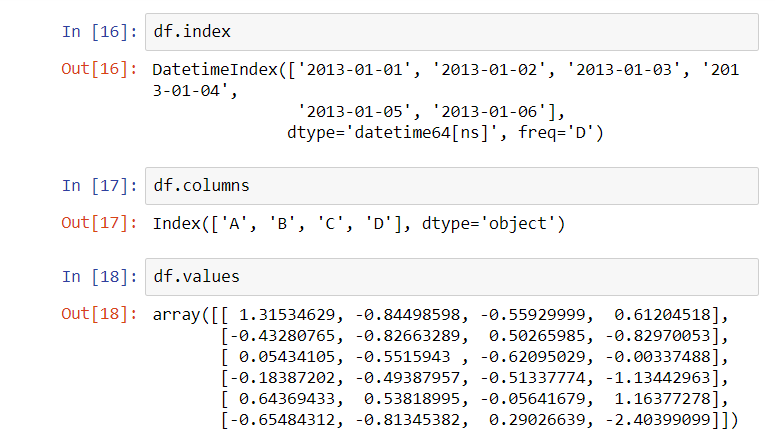 In [16]: df.index
Out[16]: DatetimeIndex(['2013-01-01', '2013-01-02', '2013-01-03', '201
3-01-04',
               '2013-01-05', '2013-01-06'],
              dtype='datetime64[ns]', freq='D')
In [17]: df.columns
Out[17]: Index(['A', 'B', 'C', 'D'], dtype='object')
In [18]: df.values
Out[18]: array([[ 1.31534629, -0.84498598, -0.55929999,  0.61204518],
       [-0.43280765, -0.82663289,  0.50265985, -0.82970053],
       [ 0.05434105, -0.5515943 , -0.62095029, -0.00337488],
       [-0.18387202, -0.49387957, -0.51337774, -1.13442963],
       [ 0.64369433,  0.53818995, -0.05641679,  1.16377278],
       [-0.65484312, -0.81345382,  0.29026639, -2.40399099]])